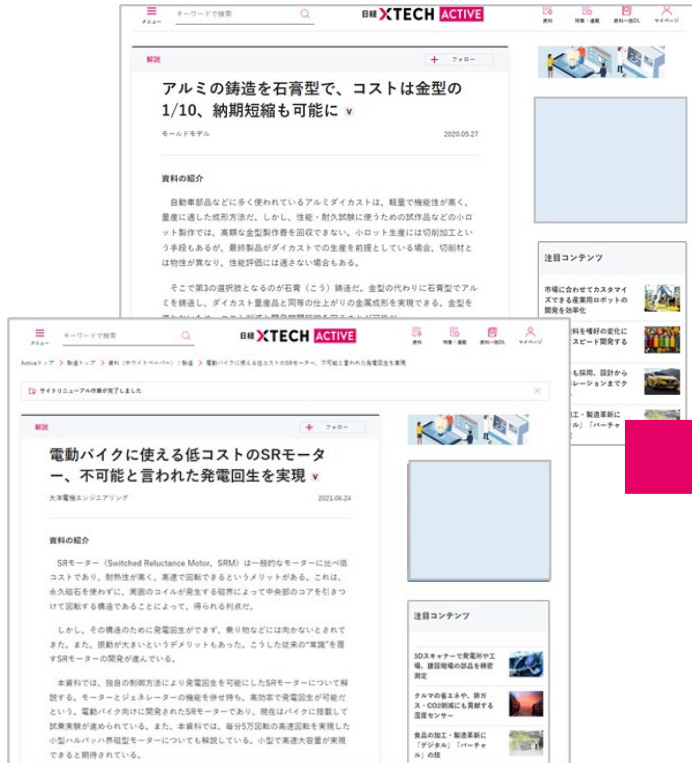 メニュー
キーワードで検索
日経 XTECH ACTIVE
資料
特集・連載
資料一括DL
マイページ
解説
+ フォロー
アルミの鋳造を石膏型で、コストは金型の
1/10、納期短縮も可能に V
モールドモデル
2020.05.27
資料の紹介
自動車部品などに多く使われているアルミダイカストは、軽量で機能性が高く、
量産に適した成形方法だ。しかし、性能・耐久試験に使うための試作品などの小ロ
ット製作では、高額な金型製作費を回収できない。小ロット生産には切削加工とい
う手段もあるが、最終製品がダイカストでの生産を前提としている場合、切削材と
は物性が異なり、性能評価には適さない場合もある。
そこで第3の選択肢となるのが石膏（こう）鋳造だ。金型の代わりに石膏型でアル
ミを鋳造し、ダイカスト量産品と同等の仕上がりの金属成形を実現できる。金型を
注目コンテンツ
市場に合わせてカスタマイ
ズできる産業用ロボットの
開発を効率化
料を嗜好の変化に
スピード開発する
も採用、設計から
レーションまでク
工・製造革新に
ル」「バーチャ
メニュー
キーワードで検索
日経 XTECH ACTIVE
資料
特集・連載
資料一括DL
マイページ
Activeトップ > 製造トップ > 資料（ホワイトペーパー）：製造 > 電動バイクに使える低コストのSRモーター、不可能と言われた発電回生を実現
サイトリニューアル作業が完了しました
解説
+ フォロー
電動バイクに使える低コストのSRモータ
ー、不可能と言われた発電回生を実現 V
大洋電機エンジニアリング
2021.06.24
資料の紹介
SRモーター（Switched Reluctance Motor、SRM）は一般的なモーターに比べ低
コストであり、耐熱性が高く、高速で回転できるというメリットがある。これは、
永久磁石を使わずに、周囲のコイルが発生する磁界によって中央部のコアを引きつ
けて回転する構造であることによって、得られる利点だ。
しかし、その構造のために発電回生ができず、乗り物などには向かないとされて
きた。また、振動が大きいというデメリットもあった。こうした従来の“常識”を覆
すSRモーターの開発が進んでいる。
本資料では、独自の制御方法により発電回生を可能にしたSRモーターについて解
説する。モーターとジェネレーターの機能を併せ持ち、高効率で発電回生が可能だ
という。電動バイク向けに開発されたSRモーターであり、現在はバイクに搭載して
試乗実験が進められている。また、本資料では、毎分5万回転の高速回転を実現した
小型ハルバッハ界磁型モーターについても解説している。小型で高速大容量が実現
できると期待されている。
注目コンテンツ
3Dスキャナーで発電所や工
場、建設現場の部品を精密
測定
クルマの省エネや、排ガ
ス・CO2削減にも貢献する
湿度センサー
食品の加工・製造革新に
「デジタル」「バーチャ
ル」の技